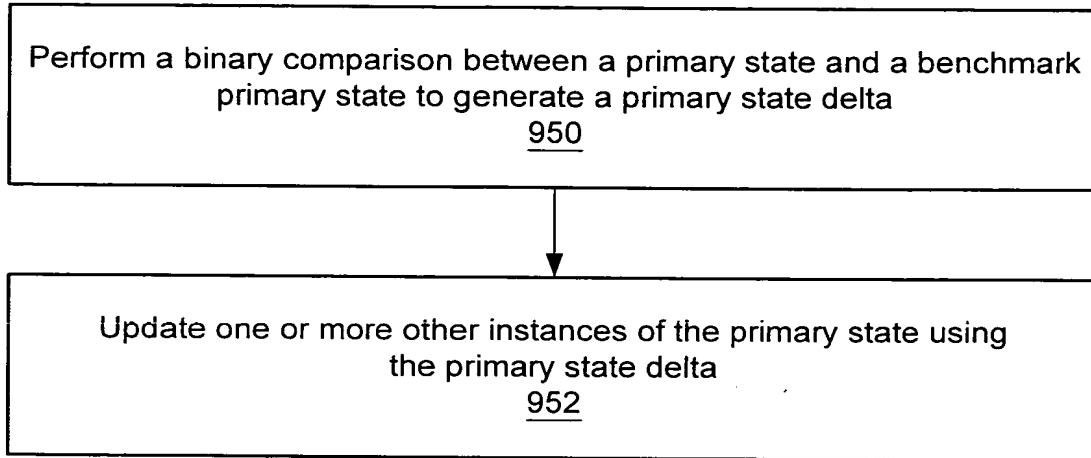 Perform a binary comparison between a primary state and a benchmark
primary state to generate a primary state delta
950
Update one or more other instances of the primary state using
the primary state delta
952